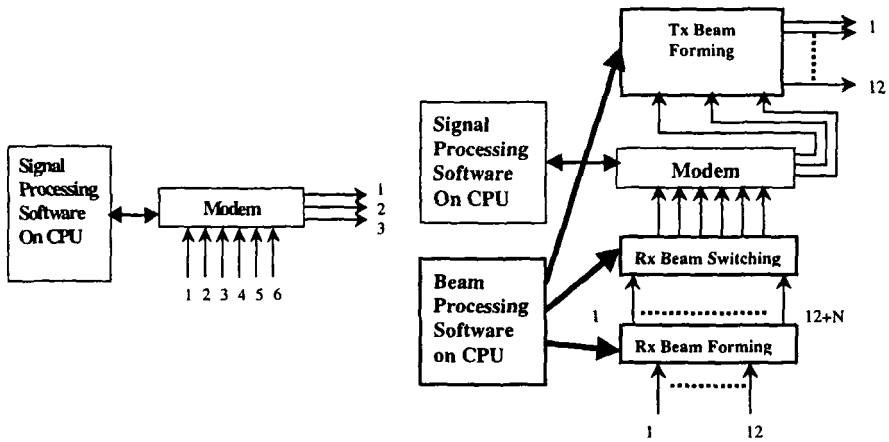 Signal
Processing
Software
On CPU
Modem
1
2
3
1 2 3 4 5 6
Tx Beam
Forming
1
12
Signal
Processing
Software
On CPU
Modem
Rx Beam Switching
Beam
Processing
Software
on CPU
1
12+N
Rx Beam Forming
1
12